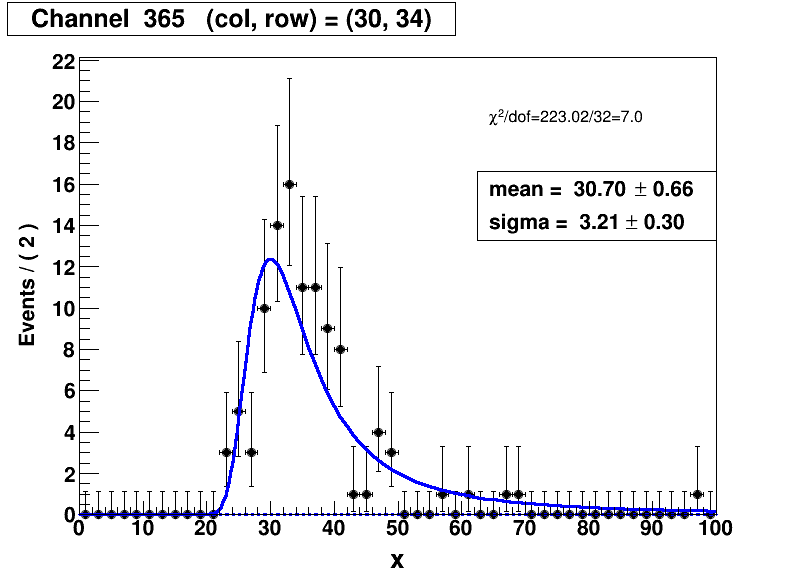 Channel 365 (col, row) = (30, 34)
χ²/dof=223.02/32=7.0
mean = 30.70 ± 0.66
sigma = 3.21 ± 0.30
Events / ( 2 )
22
20
18
16
14
12
10
8
6
4
2
0
0 10 20 30 40 50 60 70 80 90 100
x